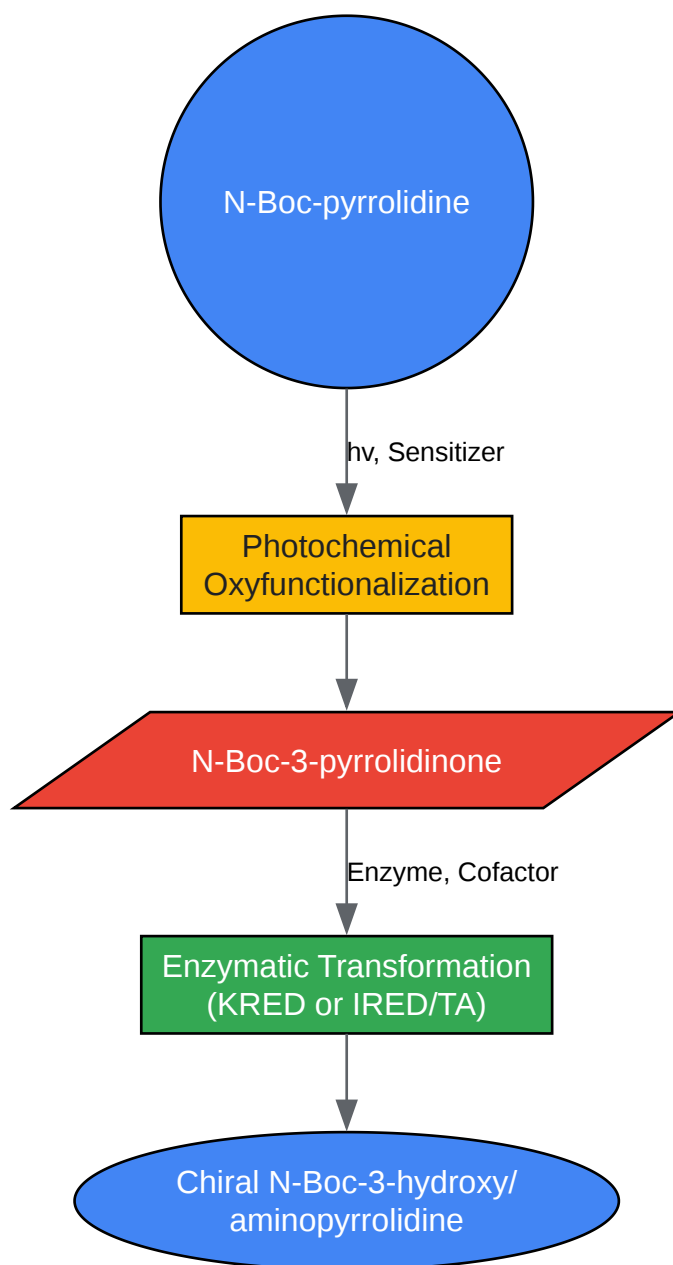 N-Boc-pyrrolidine
hv, Sensitizer
Photochemical
Oxyfunctionalization
N-Boc-3-pyrrolidinone
Enzyme, Cofactor
Enzymatic Transformation
(KRED or IRED/TA)
Chiral N-Boc-3-hydroxy/
aminopyrrolidine